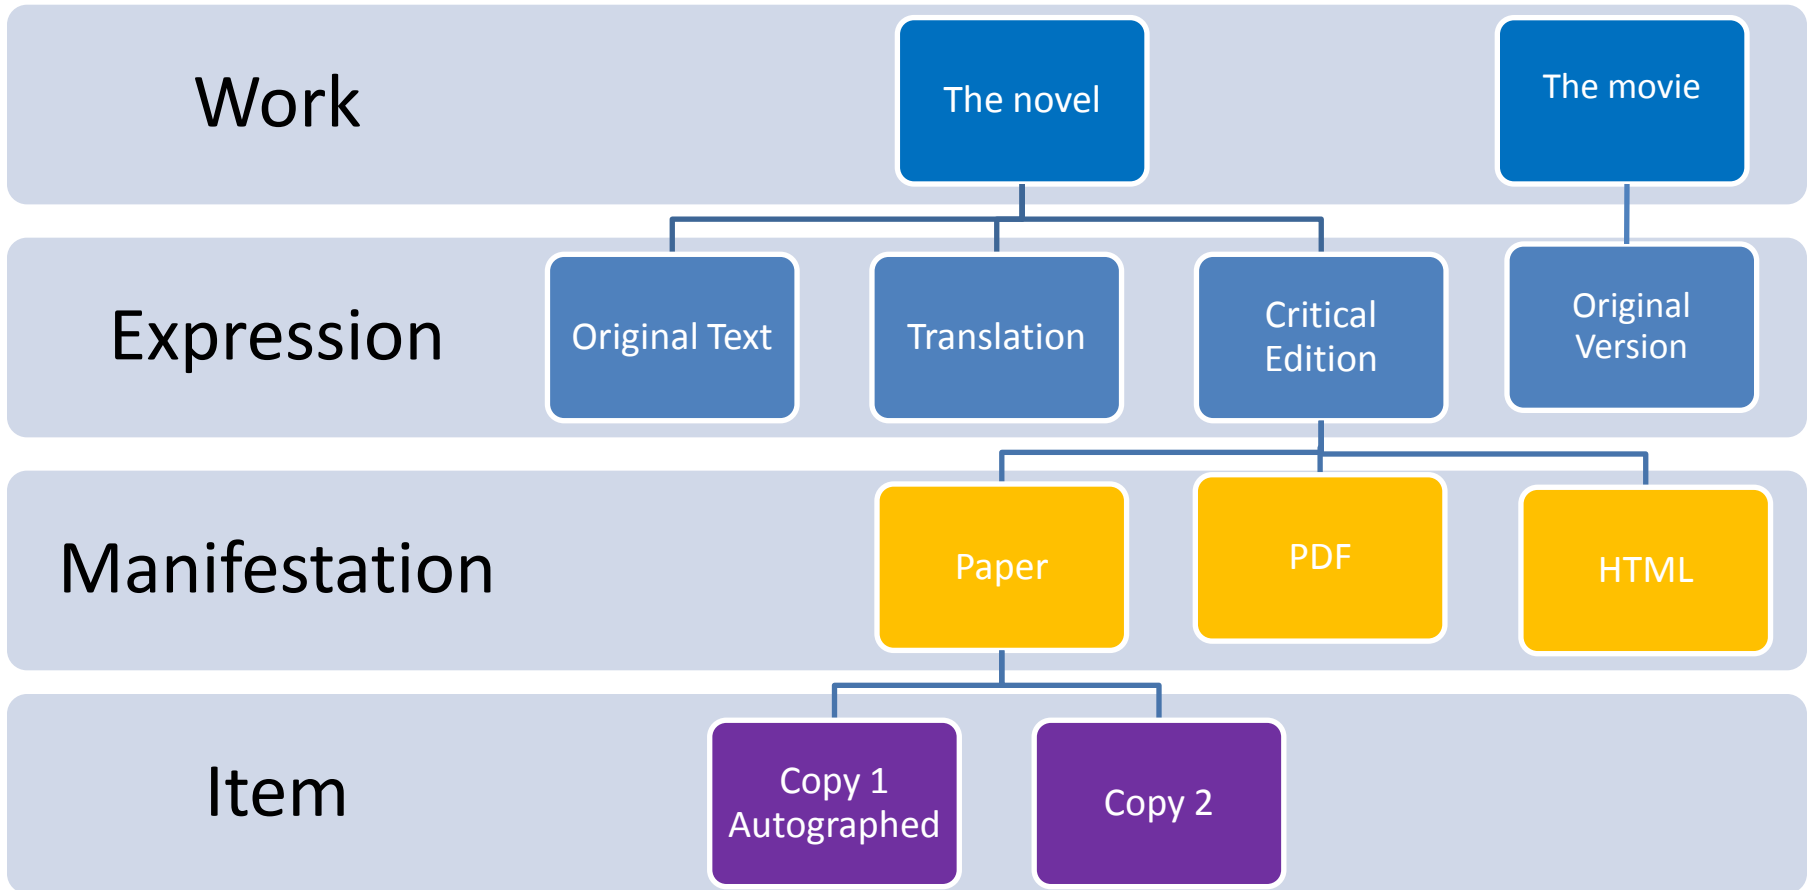 Work
The novel
The movie
Expression
Original Text
Translation
Critical
Edition
Original
Version
Manifestation
Paper
PDF
HTML
Item
Copy 1
Autographed
Copy 2